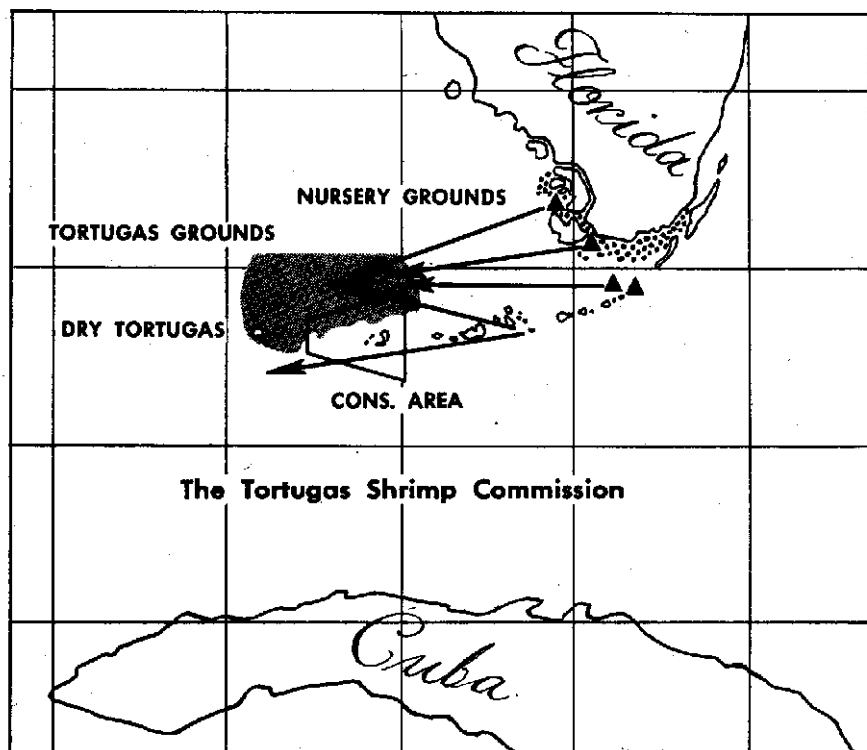 Florida
NURSERY GROUNDS
TORTUGAS GROUNDS
DRY TORTUGAS
CONS. AREA
The Tortugas Shrimp Commission
Cuba